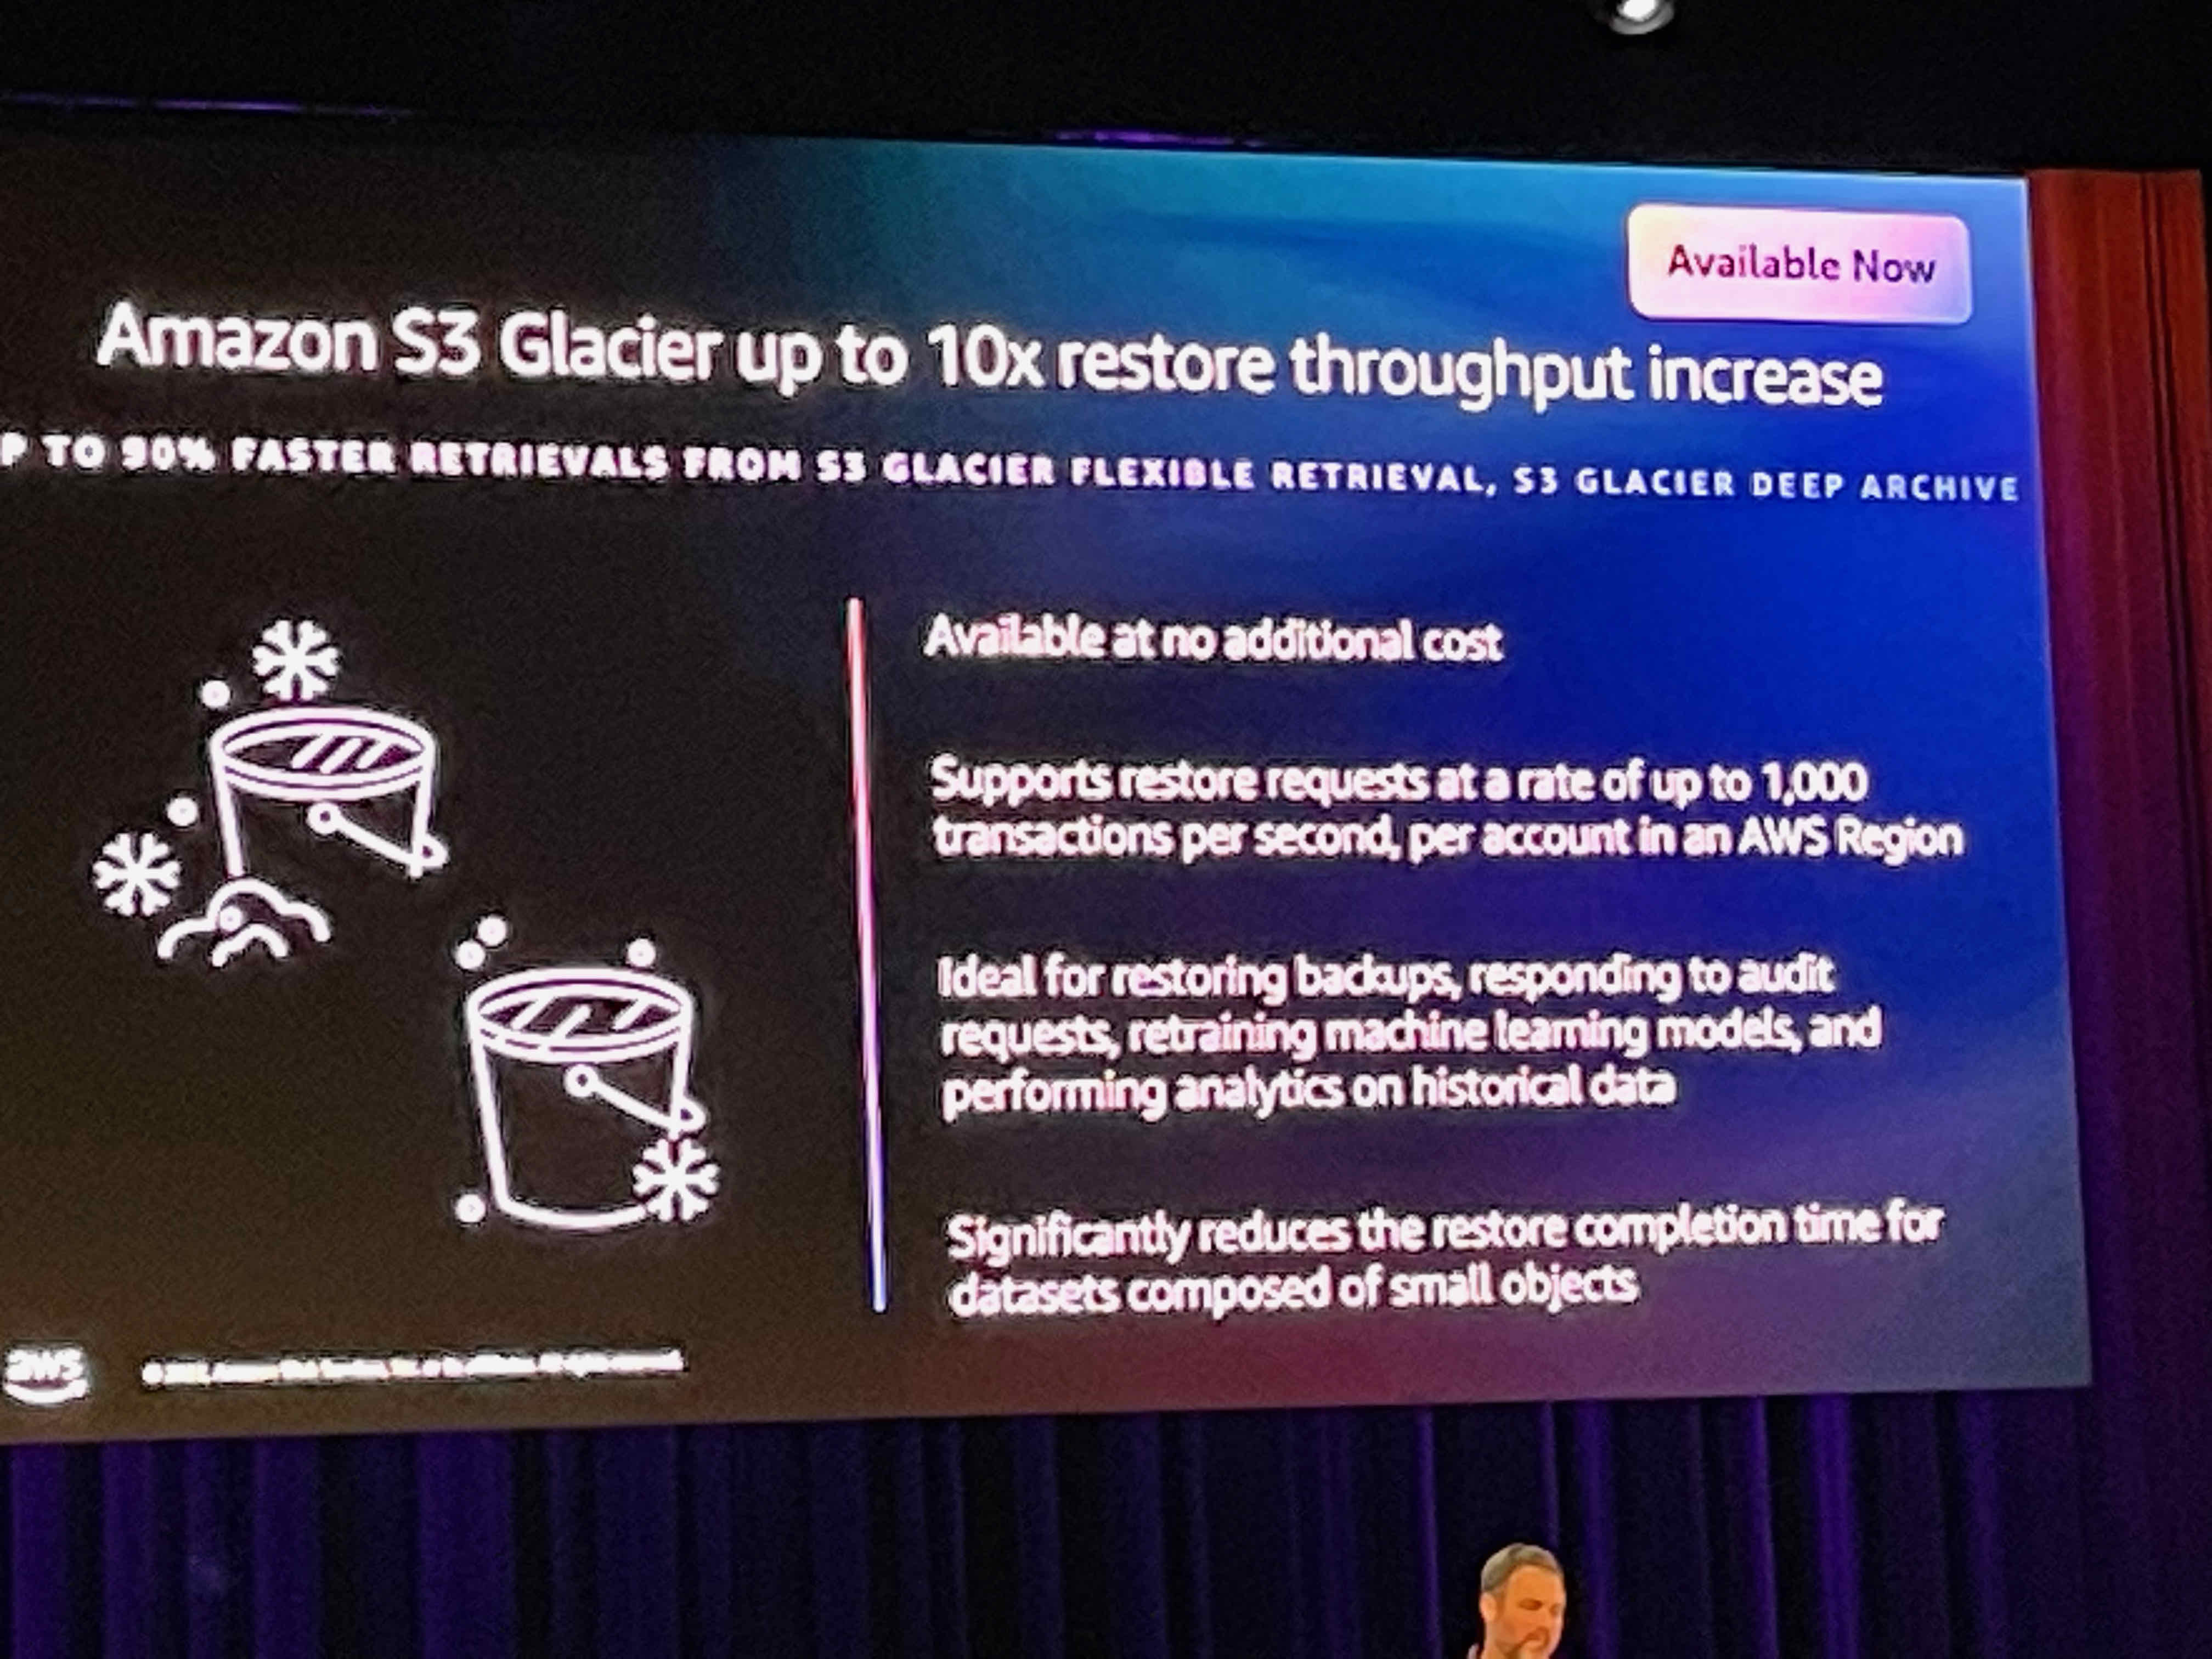 Available Now
Amazon S3 Glacier up to 10x restore throughput increase
P TO 90% FASTER RETRIEVALS FROM S3 GLACIER FLEXIBLE RETRIEVAL, S3 GLACIER DEEP ARCHIVE
Available at no additional cost
Supports restore requests at a rate of up to 1,000
transactions per second, per account in an AWS Region
Ideal for restoring backups, responding to audit
requests, retraining machine learning models, and
performing analytics on historical data
Significantly reduces the restore completion time for
datasets composed of small objects
aws